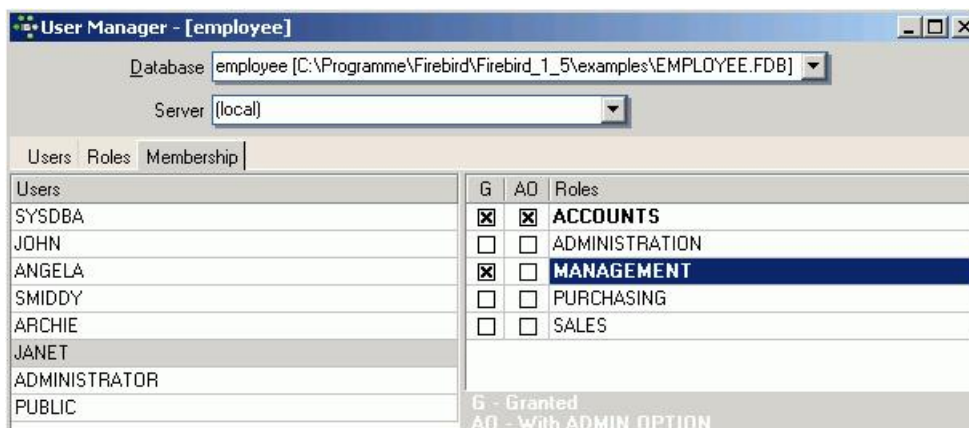 User Manager - [employee]
Database employee [C:\Programme\Firebird\Firebird_1_5\examples\EMPLOYEE.FDB]
Server (local)
Users Roles Membership
Users
SYSDBA
JOHN
ANGELA
SMIDDY
ARCHIE
JANET
ADMINISTRATOR
PUBLIC
G AO Roles
ACCOUNTS
ADMINISTRATION
MANAGEMENT
PURCHASING
SALES
G - Granted
AO - With ADMIN OPTION